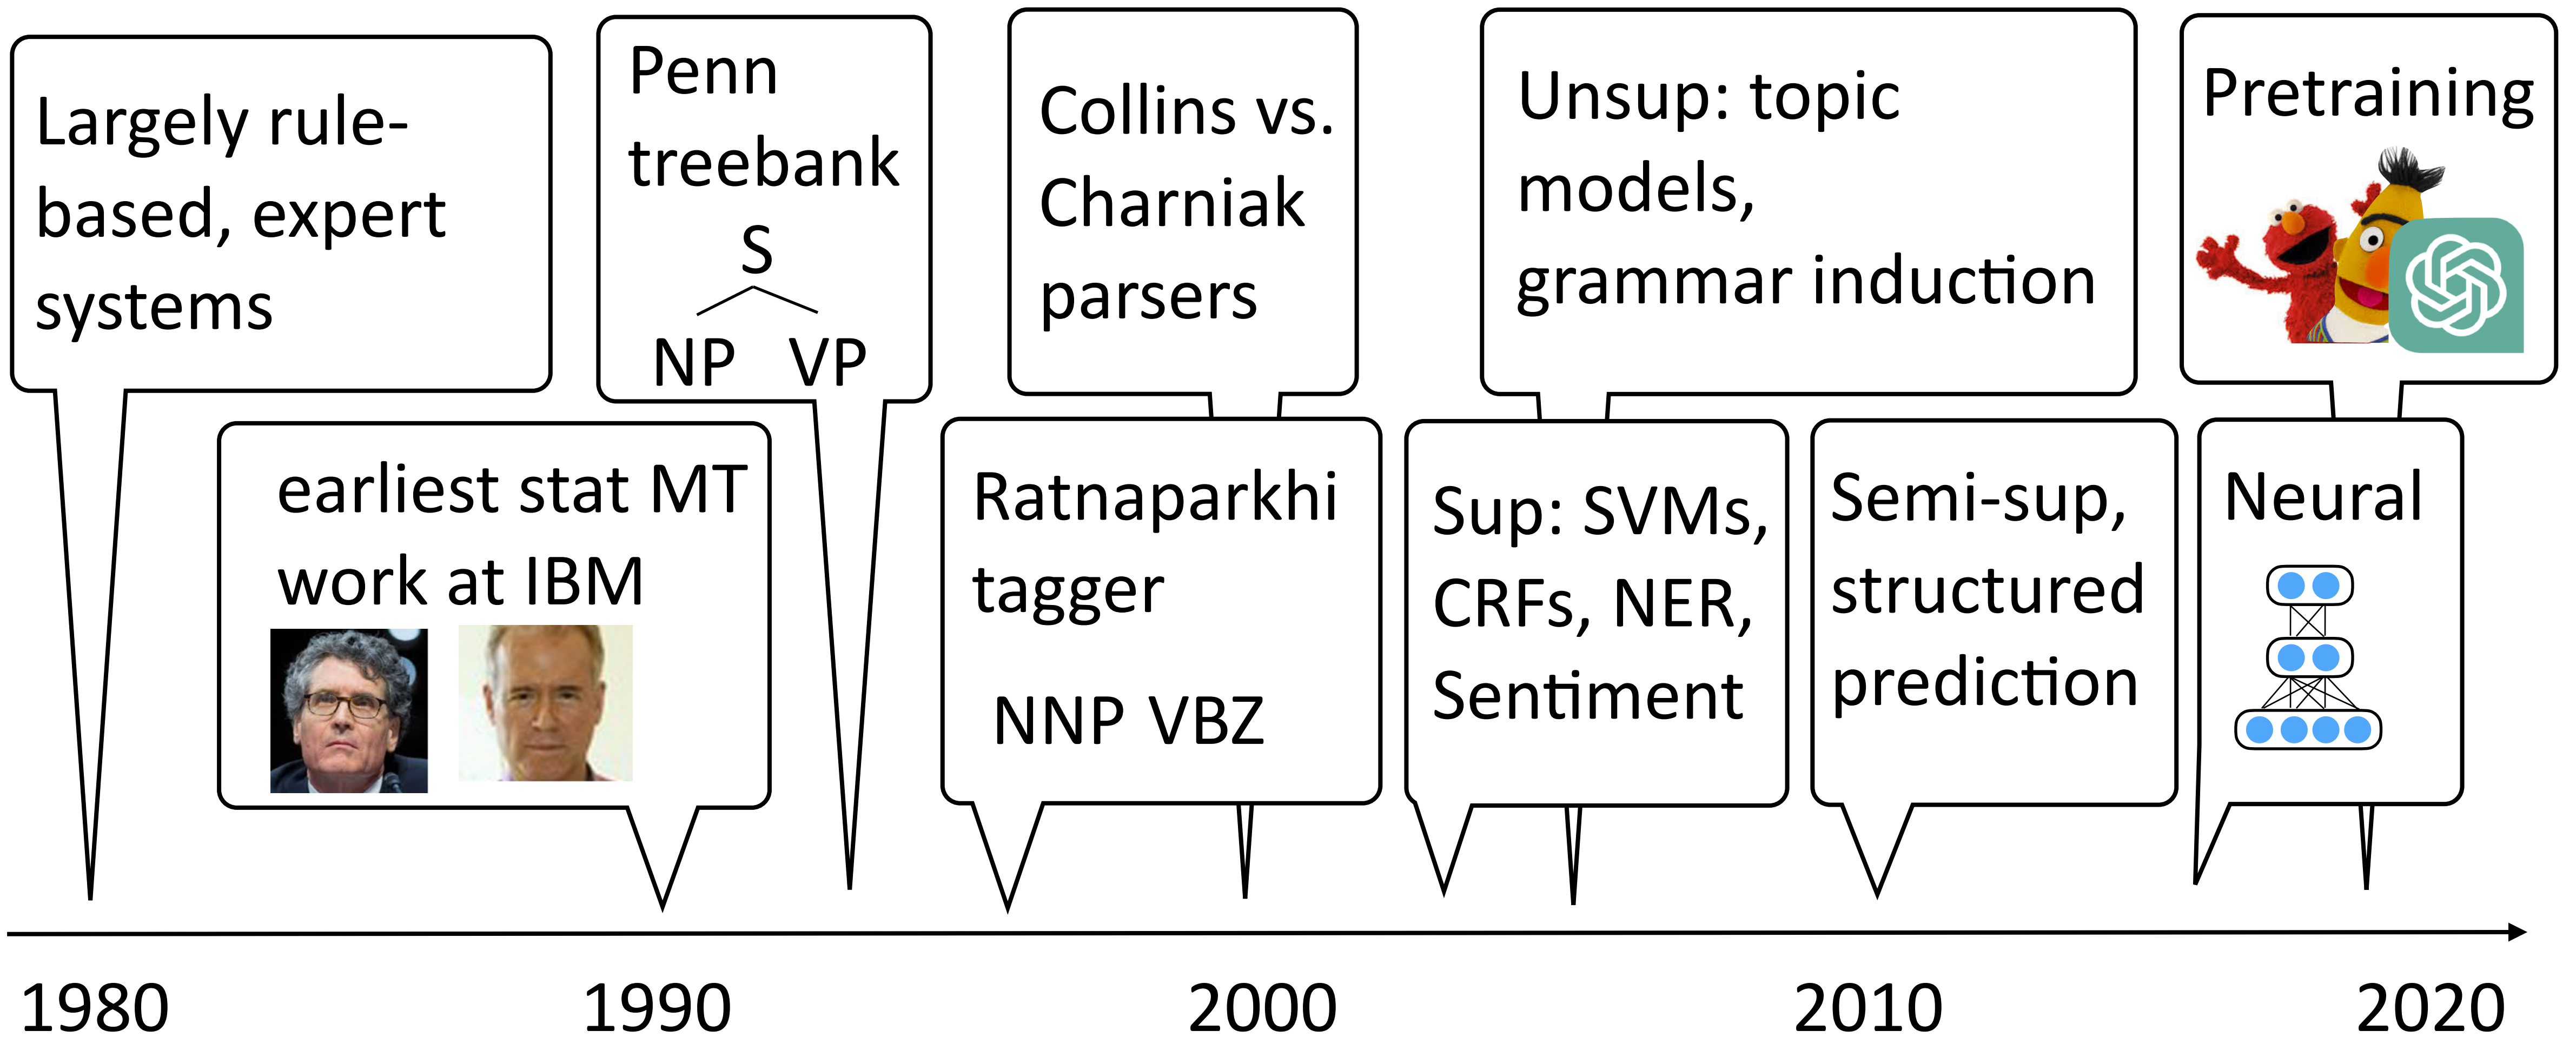 Largely rule-
based, expert
systems
earliest stat MT
work at IBM
Penn
treebank
S
NP VP
Ratnaparkhi
tagger
NNP VBZ
Collins vs.
Charniak
parsers
Sup: SVMs,
CRFs, NER,
Sentiment
Unsup: topic
models,
grammar induction
Semi-sup,
structured
prediction
Neural
Pretraining
1980 1990 2000 2010 2020